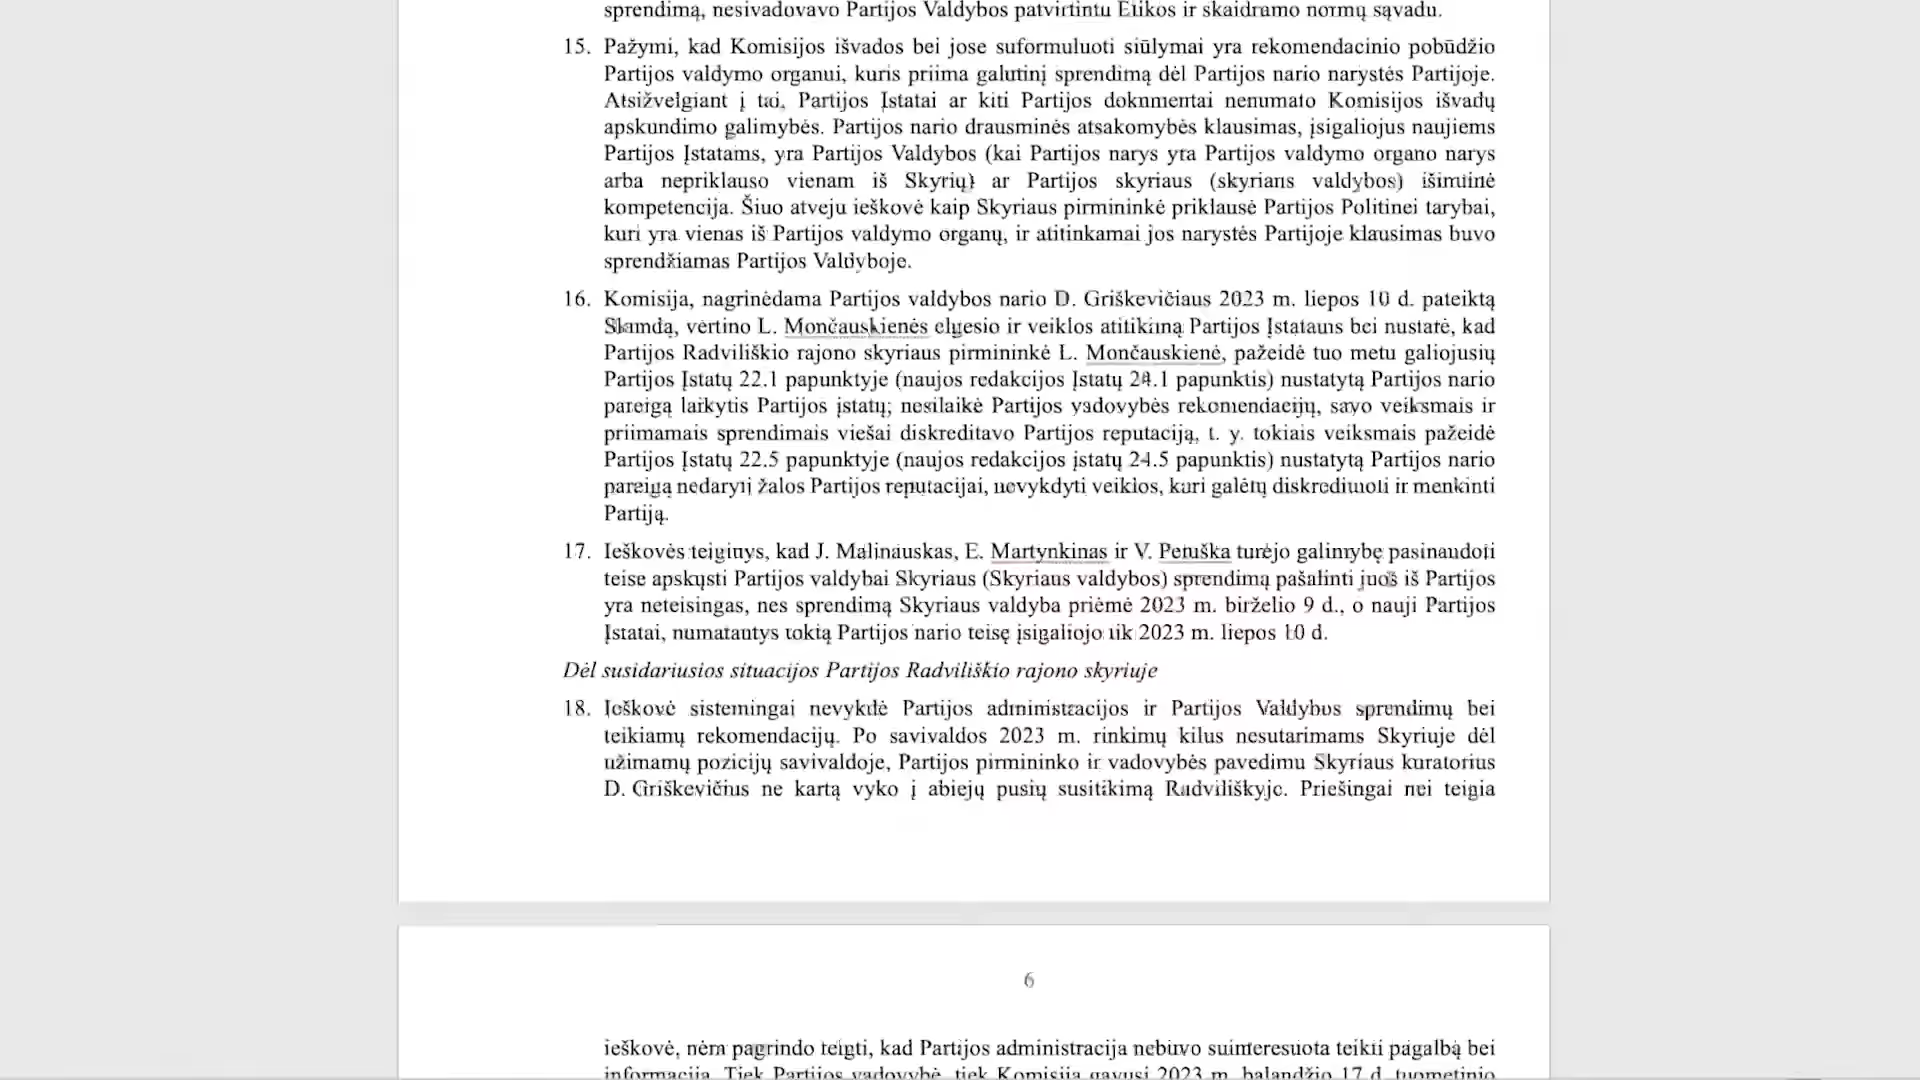 sprendimą, nesivadovavo Partijos Valdybos patvirtintu Etikos ir skaidramo normų sąvadu.
15. Pažymi, kad Komisijos išvados bei jose suformuluoti siūlymai yra rekomendacinio pobūdžio
Partijos valdymo organui, kuris priima galutinį sprendimą dėl Partijos nario narystės Partijoje.
Atsižvelgiant į tai, Partijos Įstatai ar kiti Partijos dokumentai nenumato Komisijos išvadų
apskundimo galimybės. Partijos nario drausminės atsakomybės klausimas, įsigaliojus naujiems
Partijos Įstatams, yra Partijos Valdybos (kai Partijos narys yra Partijos valdymo organo narys
arba nepriklauso vienam iš Skyrių) ar Partijos skyriaus (skyriaus valdybos) išimtinė
kompetencija. Šiuo atveju ieškovė kaip Skyriaus pirmininkė priklausė Partijos Politinei tarybai,
kuri yra vienas iš Partijos valdymo organų, ir atitinkamai jos narystės Partijoje klausimas buvo
sprendžiamas Partijos Valdyboje.
16. Komisija, nagrinėdama Partijos valdybos nario D. Griškevičiaus 2023 m. liepos 10 d. pateiktą
Skundą, vertino L. Mončauskienės elgesio ir veiklos atitikimą Partijos Įstatams bei nustatė, kad
Partijos Radviliškio rajono skyriaus pirmininkė L. Mončauskienė, pažeidė tuo metu galiojusių
Partijos Įstatų 22.1 papunktyje (naujos redakcijos Įstatų 24.1 papunktis) nustatytą Partijos nario
pareigą laikytis Partijos įstatų; nesilaikė Partijos vadovybės rekomendacijų, savo veiksmais ir
priimamais sprendimais viešai diskreditavo Partijos reputaciją, t. y. tokiais veiksmais pažeidė
Partijos Įstatų 22.5 papunktyje (naujos redakcijos įstatų 24.5 papunktis) nustatytą Partijos nario
pareigą nedaryti žalos Partijos reputacijai, nevykdyti veiklos, kuri galėtų diskredituoti ir menkinti
Partiją.
17. Ieškovės teiginys, kad J. Malinauskas, E. Martynkinas ir V. Petuška turėjo galimybę pasinaudoti
teise apskųsti Partijos valdybai Skyriaus (Skyriaus valdybos) sprendimą pašalinti juos iš Partijos
yra neteisingas, nes sprendimą Skyriaus valdyba priėmė 2023 m. birželio 9 d., o nauji Partijos
Įstatai, numatantys tokią Partijos nario teisę įsigaliojo tik 2023 m. liepos 10 d.
Dėl susidariusios situacijos Partijos Radviliškio rajono skyriuje
18. Ieškovė sistemingai nevykdė Partijos administracijos ir Partijos Valdybos sprendimų bei
teikiamų rekomendacijų. Po savivaldos 2023 m. rinkimų kilus nesutarimams Skyriuje dėl
užimamų pozicijų savivaldoje, Partijos pirmininko ir vadovybės pavedimu Skyriaus kuratorius
D. Griškevičius ne kartą vyko į abiejų pusių susitikimą Radviliškyje. Priešingai nei teigia
6
ieškovė, nėra pagrindo teigti, kad Partijos administracija nebuvo suinteresuota teikti pagalbą bei
informaciją. Tiek Partijos vadovybė, tiek Komisija gavusi 2023 m. balandžio 17 d. tuometinio